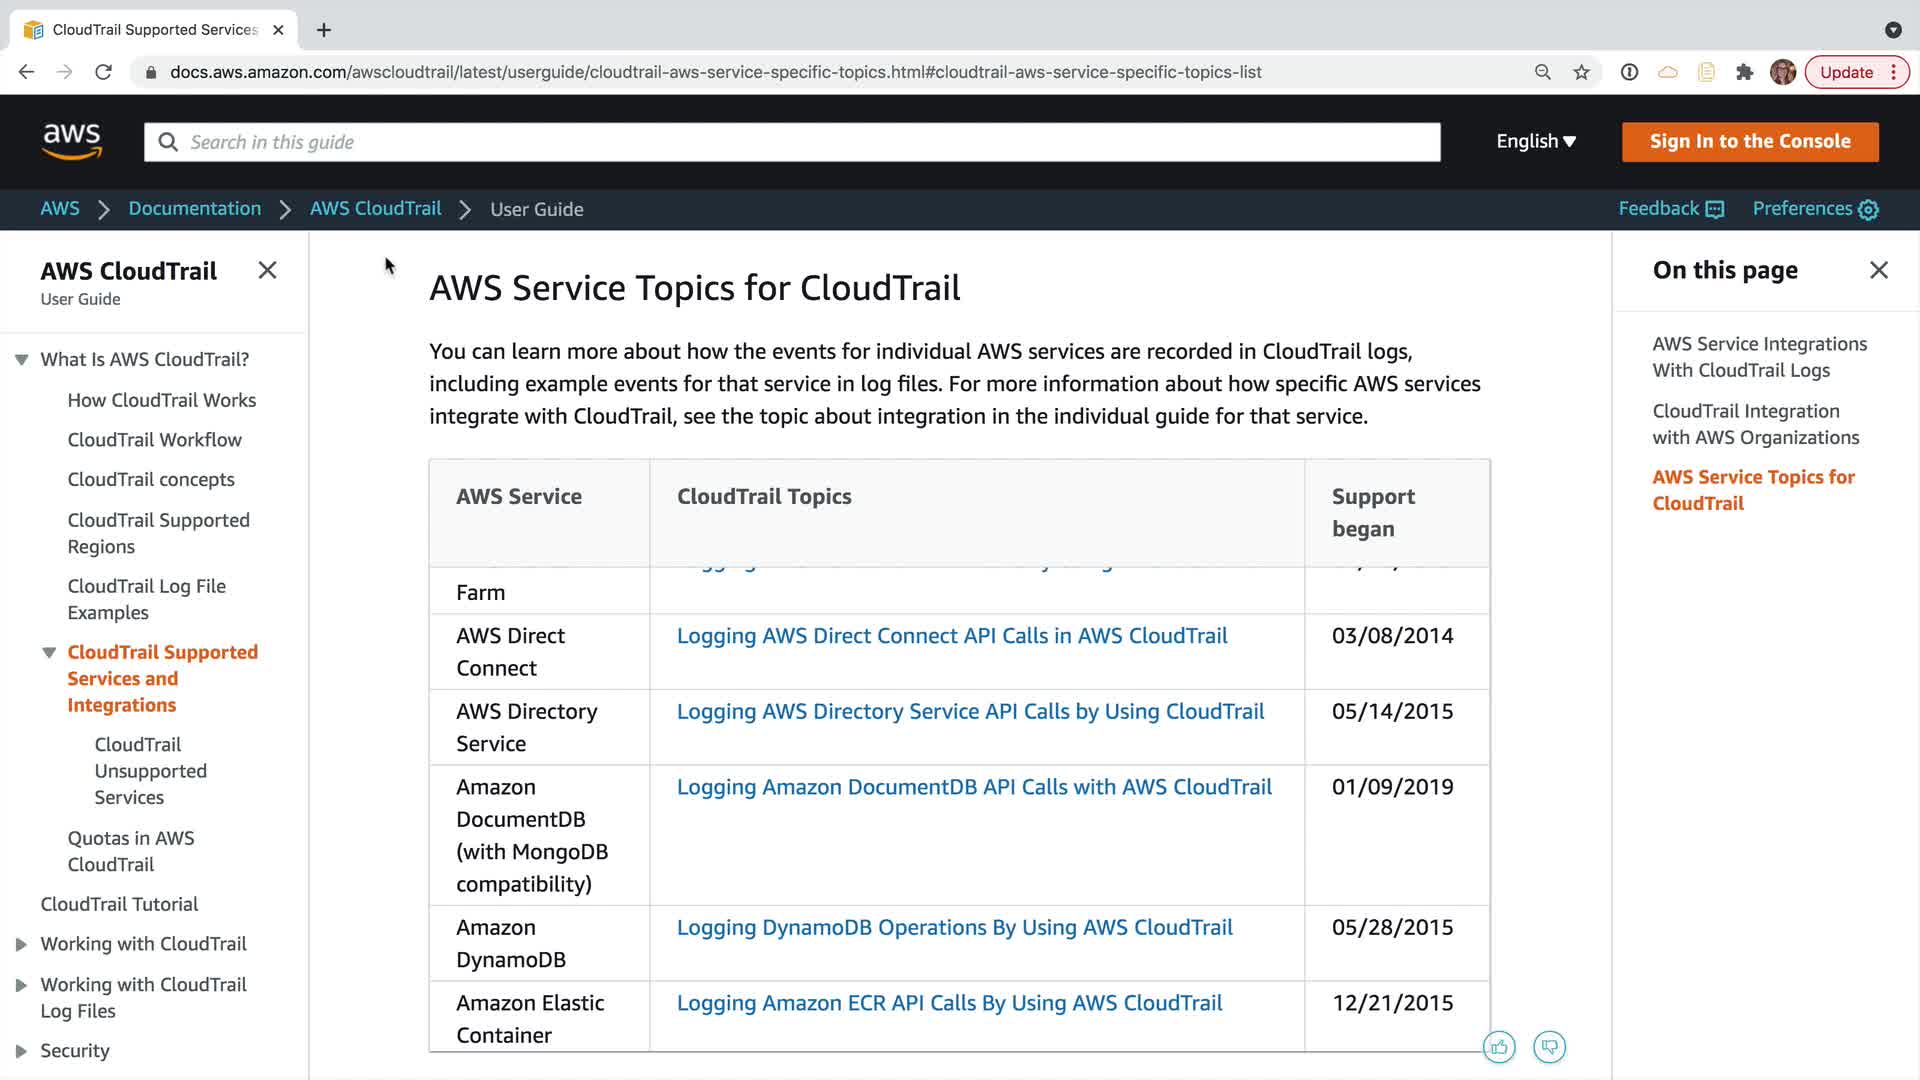 CloudTrail Supported Services
Update
docs.aws.amazon.com/awscloudtrail/latest/userguide/cloudtrail-aws-service-specific-topics.html#cloudtrail-aws-service-specific-topics-list
aws
Search in this guide
English
Sign In to the Console
AWS
Documentation
AWS CloudTrail
User Guide
Feedback
Preferences
AWS CloudTrail
User Guide
What Is AWS CloudTrail?
How CloudTrail Works
CloudTrail Workflow
CloudTrail concepts
CloudTrail Supported
Regions
CloudTrail Log File
Examples
CloudTrail Supported
Services and
Integrations
CloudTrail
Unsupported
Services
Quotas in AWS
CloudTrail
CloudTrail Tutorial
Working with CloudTrail
Working with CloudTrail
Log Files
Security
AWS Service Topics for CloudTrail
You can learn more about how the events for individual AWS services are recorded in CloudTrail logs,
including example events for that service in log files. For more information about how specific AWS services
integrate with CloudTrail, see the topic about integration in the individual guide for that service.
AWS Service
CloudTrail Topics
Support
began
Farm
AWS Direct
Connect
Logging AWS Direct Connect API Calls in AWS CloudTrail
03/08/2014
AWS Directory
Service
Logging AWS Directory Service API Calls by Using CloudTrail
05/14/2015
Amazon
DocumentDB
(with MongoDB
compatibility)
Logging Amazon DocumentDB API Calls with AWS CloudTrail
01/09/2019
Amazon
DynamoDB
Logging DynamoDB Operations By Using AWS CloudTrail
05/28/2015
Amazon Elastic
Container
Logging Amazon ECR API Calls By Using AWS CloudTrail
12/21/2015
On this page
AWS Service Integrations
With CloudTrail Logs
CloudTrail Integration
with AWS Organizations
AWS Service Topics for
CloudTrail